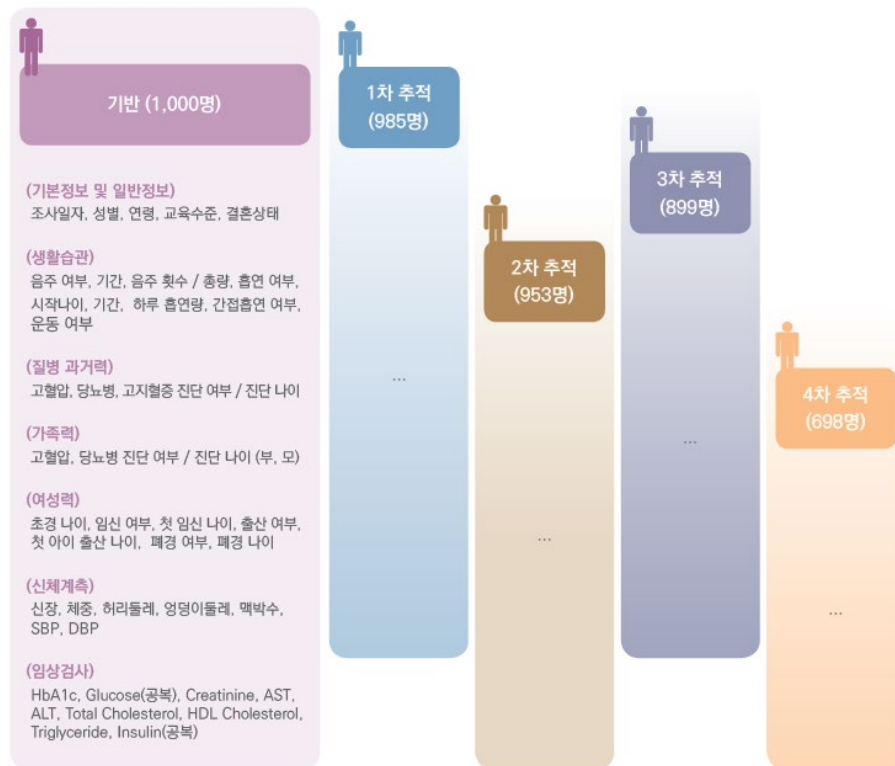 기반 (1,000명)
(기본정보 및 일반정보)
조사일자, 성별, 연령, 교육수준, 결혼상태
(생활습관)
음주 여부, 기간, 음주 횟수 / 총량, 흡연 여부,
시작나이, 기간, 하루 흡연량, 간접흡연 여부,
운동 여부
(질병 과거력)
고혈압, 당뇨병, 고지혈증 진단 여부 / 진단 나이
(가족력)
고혈압, 당뇨병 진단 여부 / 진단 나이 (부, 모)
(여성력)
초경 나이, 임신 여부, 첫 임신 나이, 출산 여부,
첫 아이 출산 나이, 폐경 여부, 폐경 나이
(신체계측)
신장, 체중, 허리둘레, 엉덩이둘레, 맥박수,
SBP, DBP
(임상검사)
HbA1c, Glucose(공복), Creatinine, AST,
ALT, Total Cholesterol, HDL Cholesterol,
Triglyceride, Insulin(공복)
1차 추적
(985명)
...
2차 추적
(953명)
...
3차 추적
(899명)
...
4차 추적
(698명)
...